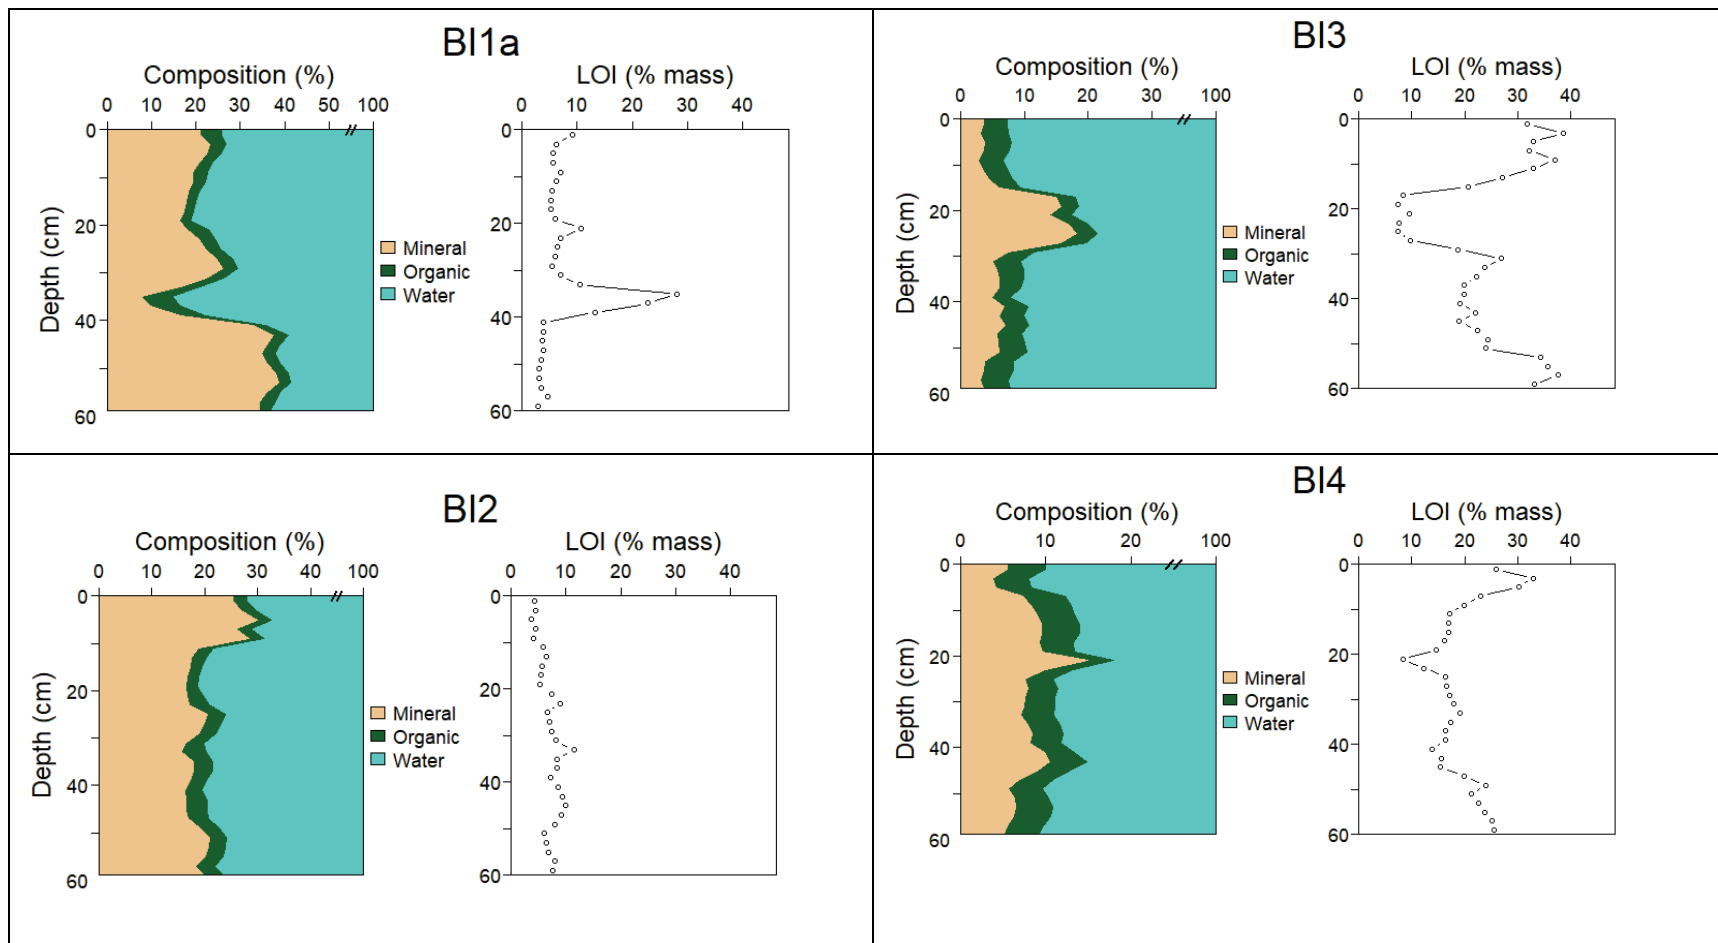 BI1a
Composition (%)
LOI (% mass)
0 10 20 30 40 50 100
0 10 20 30 40
Depth (cm)
0
20
40
60
Mineral
Organic
Water
0
20
40
60
BI3
Composition (%)
LOI (% mass)
0 10 20 30 100
0 10 20 30 40
Depth (cm)
0
20
40
60
Mineral
Organic
Water
0
20
40
60
BI2
Composition (%)
LOI (% mass)
0 10 20 30 40 100
0 10 20 30 40
Depth (cm)
0
20
40
60
Mineral
Organic
Water
0
20
40
60
BI4
Composition (%)
LOI (% mass)
0 10 20 100
0 10 20 30 40
Depth (cm)
0
20
40
60
Mineral
Organic
Water
0
20
40
60